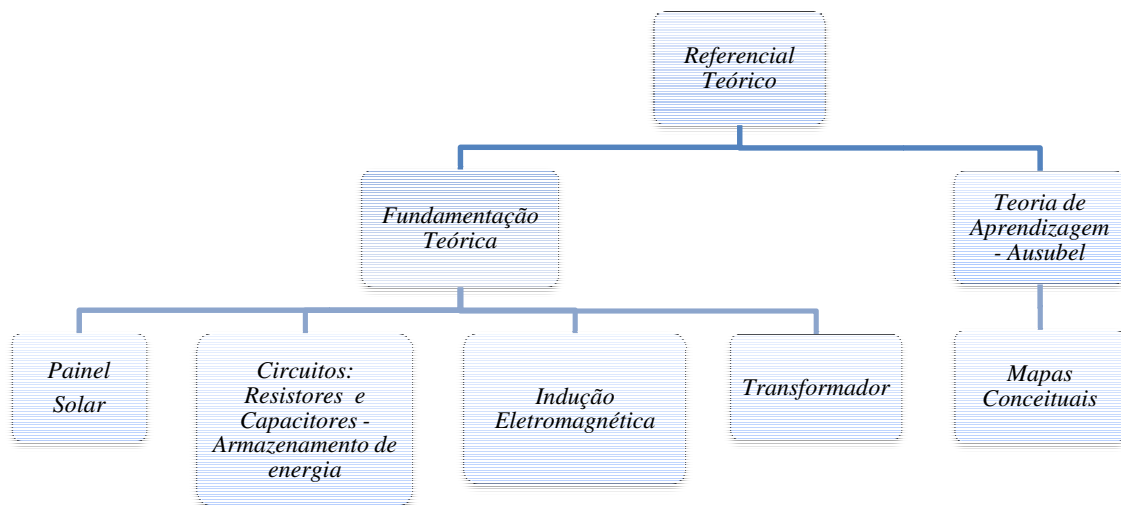 Referencial
Teórico
Fundamentação
Teórica
Teoria de
Aprendizagem
- Ausubel
Painel
Solar
Circuitos:
Resistores e
Capacitores -
Armazenamento de
energia
Indução
Eletromagnética
Transformador
Mapas
Conceituais